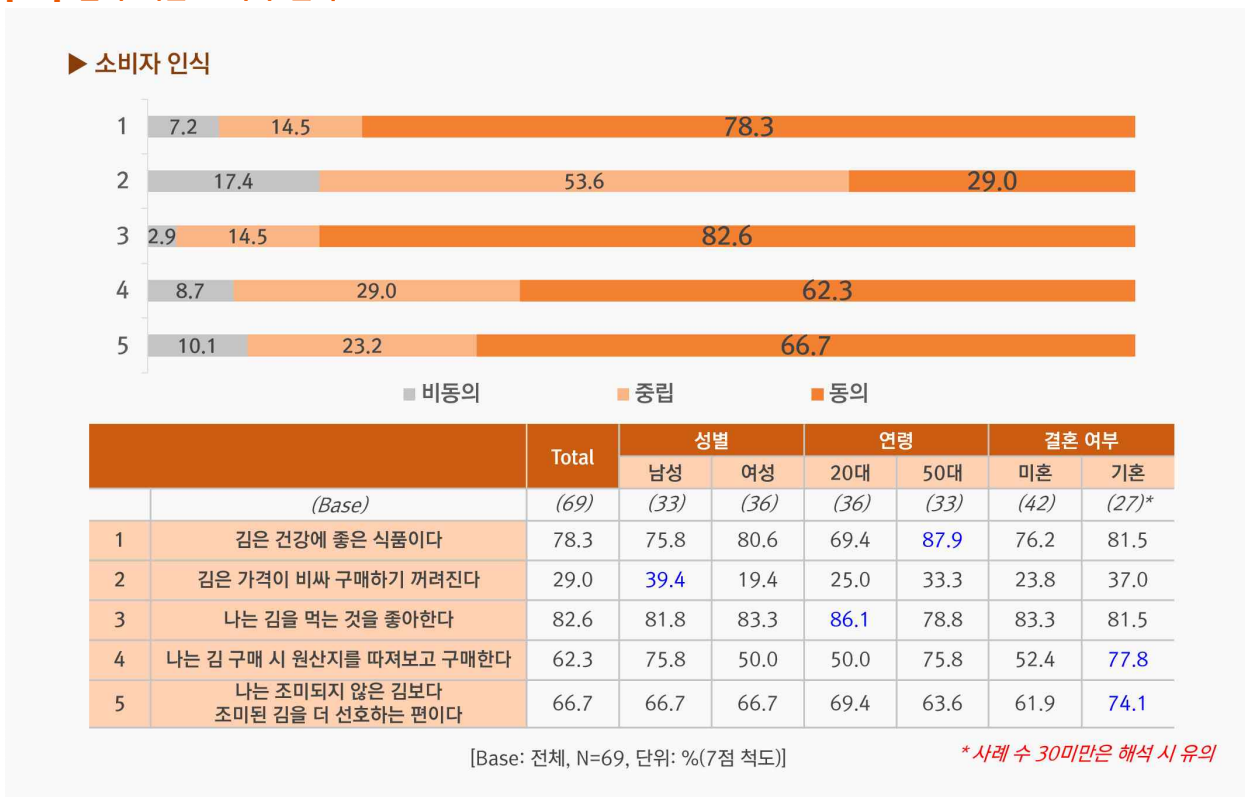 ▶ 소비자 인식
1 7.2 14.5 78.3
2 17.4 53.6 29.0
3 2.9 14.5 82.6
4 8.7 29.0 62.3
5 10.1 23.2 66.7
비동의 중립 동의
Total 성별 연령 결혼 여부
남성 여성 20대 50대 미혼 기혼
(Base) (69) (33) (36) (36) (33) (42) (27)*
1 김은 건강에 좋은 식품이다 78.3 75.8 80.6 69.4 87.9 76.2 81.5
2 김은 가격이 비싸 구매하기 꺼려진다 29.0 39.4 19.4 25.0 33.3 23.8 37.0
3 나는 김을 먹는 것을 좋아한다 82.6 81.8 83.3 86.1 78.8 83.3 81.5
4 나는 김 구매 시 원산지를 따져보고 구매한다 62.3 75.8 50.0 50.0 75.8 52.4 77.8
5 나는 조미되지 않은 김보다
조미된 김을 더 선호하는 편이다 66.7 66.7 66.7 69.4 63.6 61.9 74.1
[Base: 전체, N=69, 단위: %(7점 척도)]
* 사례 수 30미만은 해석 시 유의